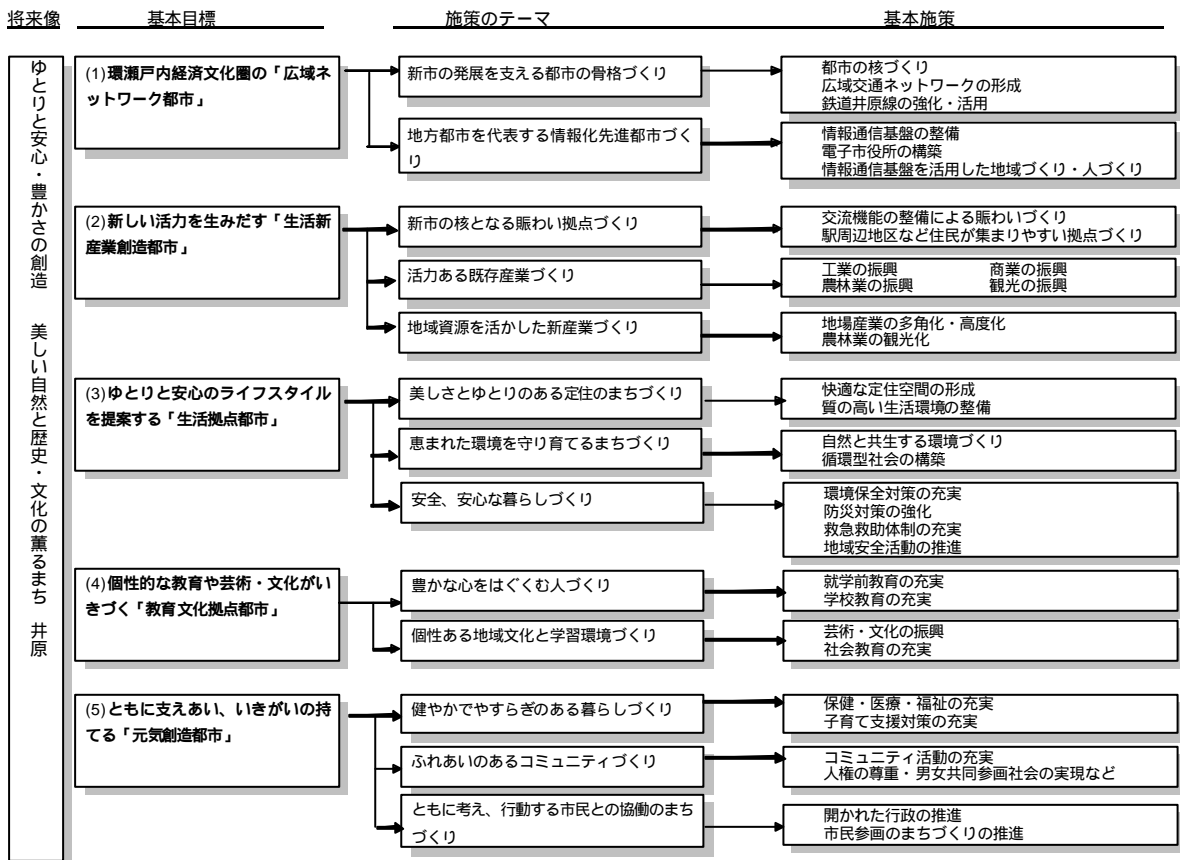 将来像 基本目標 施策のテーマ 基本施策
ゆとりと安心・豊かさの創造 美しい自然と歴史・文化の薫るまち 井原
(1)環瀬戸内経済文化圏の「広域ネ
ットワーク都市」
新市の発展を支える都市の骨格づくり
都市の核づくり
広域交通ネットワークの形成
鉄道井原線の強化・活用
地方都市を代表する情報化先進都市づく
り
情報通信基盤の整備
電子市役所の構築
情報通信基盤を活用した地域づくり・人づくり
(2)新しい活力を生みだす「生活新
産業創造都市」
新市の核となる賑わい拠点づくり
交流機能の整備による賑わいづくり
駅周辺地区など住民が集まりやすい拠点づくり
活力ある既存産業づくり
工業の振興 商業の振興
農林業の振興 観光の振興
地域資源を活かした新産業づくり
地場産業の多角化・高度化
農林業の観光化
(3)ゆとりと安心のライフスタイル
を提案する「生活拠点都市」
美しさとゆとりのある定住のまちづくり
快適な定住空間の形成
質の高い生活環境の整備
恵まれた環境を守り育てるまちづくり
自然と共生する環境づくり
循環型社会の構築
安全、安心な暮らしづくり
環境保全対策の充実
防災対策の強化
救急救助体制の充実
地域安全活動の推進
(4)個性的な教育や芸術・文化がい
きづく「教育文化拠点都市」
豊かな心をはぐくむ人づくり
就学前教育の充実
学校教育の充実
個性ある地域文化と学習環境づくり
芸術・文化の振興
社会教育の充実
(5)ともに支えあい、いきがいの持
てる「元気創造都市」
健やかでやすらぎのある暮らしづくり
保健・医療・福祉の充実
子育て支援対策の充実
ふれあいのあるコミュニティづくり
コミュニティ活動の充実
人権の尊重・男女共同参画社会の実現など
ともに考え、行動する市民との協働のまち
づくり
開かれた行政の推進
市民参画のまちづくりの推進